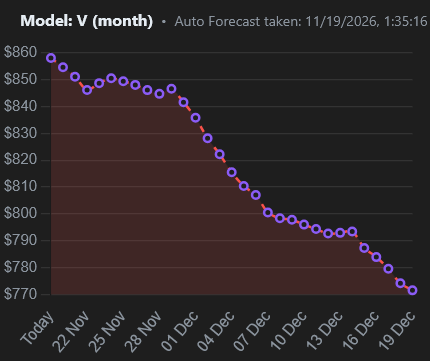 Model: V (month) • Auto Forecast taken: 11/19/2026, 1:35:16
$860
$850
$840
$830
$820
$810
$800
$790
$780
$770
Today
22 Nov
25 Nov
28 Nov
01 Dec
04 Dec
07 Dec
10 Dec
13 Dec
16 Dec
19 Dec